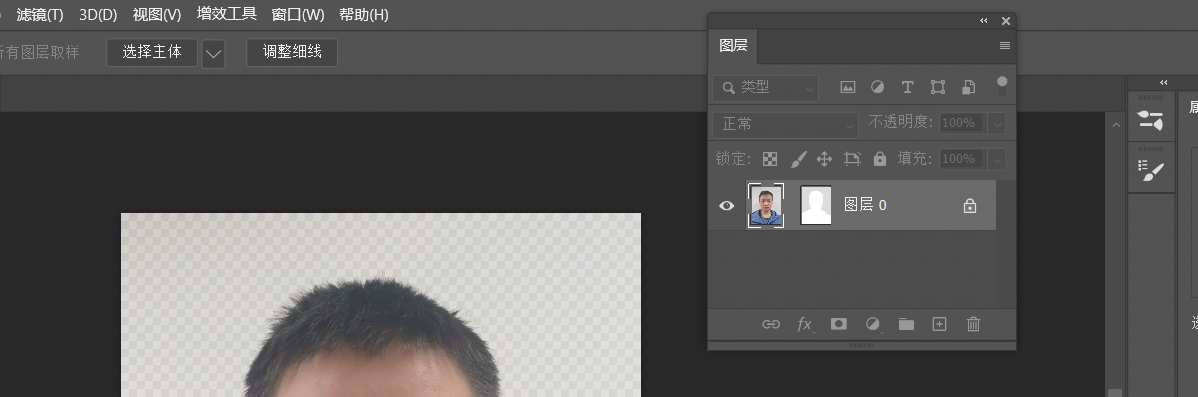 滤镜(T) 3D(D) 视图(V) 增效工具 窗口(W) 帮助(H)
所有图层取样 选择主体 调整细线
图层
类型
正常 不透明度: 100%
锁定: 填充: 100%
图层 0
fx